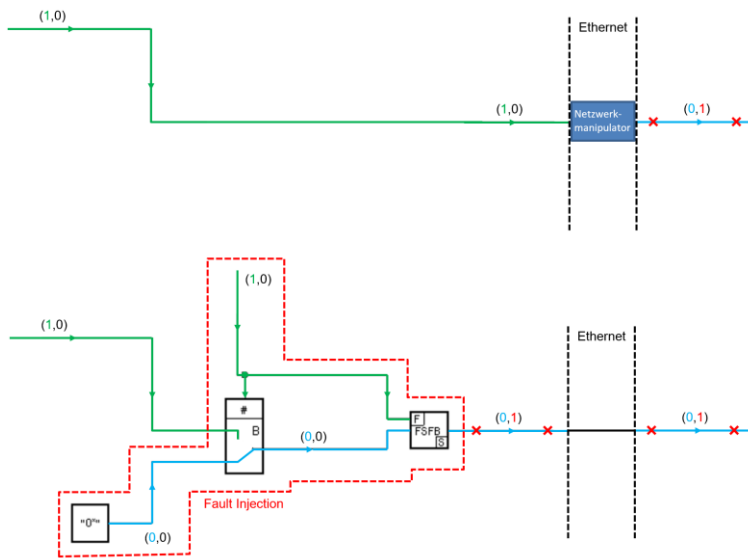 (1,0)
Ethernet
(1,0)
Netzwerk-
manipulator
(0,1)
(1,0)
(1,0)
Ethernet
#
B
(0,0)
F
FSFB
S
(0,1)
(0,1)
Fault Injection
"0"
(0,0)